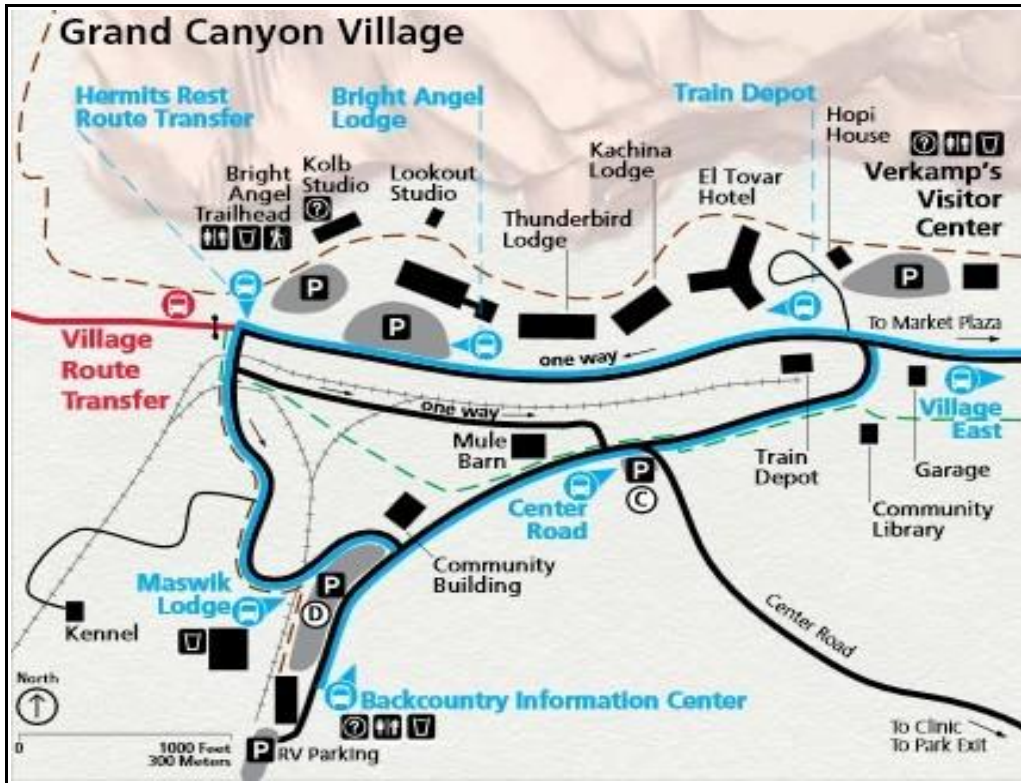 Grand Canyon Village
Hermits Rest
Route Transfer
Bright Angel
Lodge
Train Depot
Hopi
House
Verkamp's
Visitor
Center
Bright
Angel
Trailhead
Kolb
Studio
Lookout
Studio
Kachina
Lodge
El Tovar
Hotel
Thunderbird
Lodge
?
?
P
P
P
To Market Plaza
Village
Route
Transfer
one way
one way
Village
East
Mule
Barn
Train
Depot
Garage
Community
Library
P
C
Center
Road
Community
Building
Maswik
Lodge
P
D
Kennel
Center Road
North
Backcountry Information Center
?
0
1000 Feet
300 Meters
P
RV Parking
To Clinic
To Park Exit